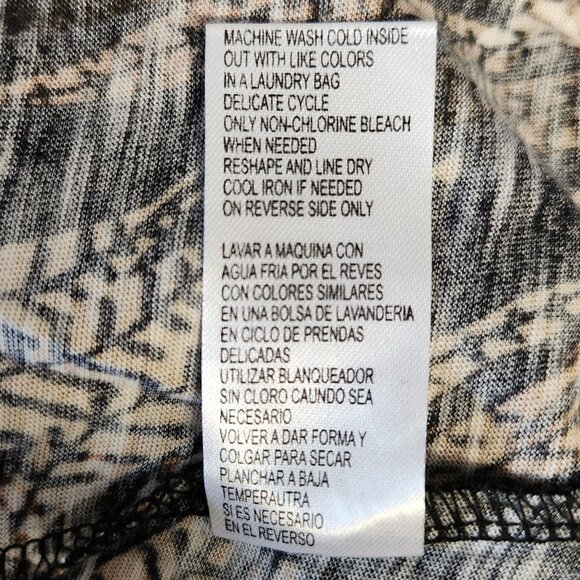 MACHINE WASH COLD INSIDE
OUT WITH LIKE COLORS
IN A LAUNDRY BAG
DELICATE CYCLE
ONLY NON-CHLORINE BLEACH
WHEN NEEDED
RESHAPE AND LINE DRY
COOL IRON IF NEEDED
ON REVERSE SIDE ONLY
LAVAR A MAQUINA CON
AGUA FRIA POR EL REVES
CON COLORES SIMILARES
EN UNA BOLSA DE LAVANDERIA
EN CICLO DE PRENDAS
DELICADAS
UTILIZAR BLANQUEADOR
SIN CLORO CAUNDO SEA
NECESARIO
VOLVER A DAR FORMA Y
COLGAR PARA SECAR
PLANCHAR A BAJA
TEMPERAUTRA
SI ES NECESARIO
EN EL REVERSO